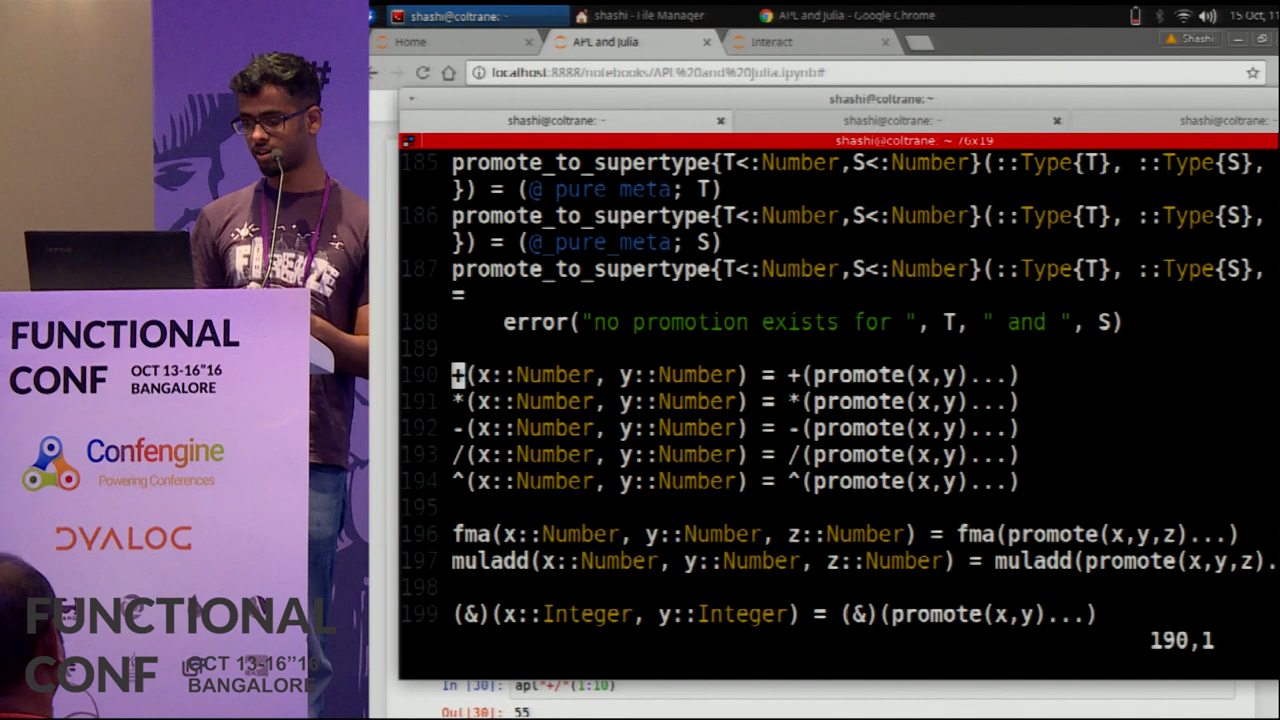 shashi@coltrane: ~
shashi - File Manager
APL and Julia - Google Chrome
15 Oct, 1
Home
APL and Julia
Interact
Shashi
localhost:8888/notebooks/APL%20and%20Julia.ipynb#
shashi@coltrane: ~
shashi@coltrane: ~
shashi@coltrane: ~
shashi@coltrane: ~
shashi@coltrane: ~ 76x19
185 promote_to_supertype{T<:Number,S<:Number}(::Type{T}, ::Type{S},
}) = (@_pure_meta; T)
186 promote_to_supertype{T<:Number,S<:Number}(::Type{T}, ::Type{S},
}) = (@_pure_meta; S)
187 promote_to_supertype{T<:Number,S<:Number}(::Type{T}, ::Type{S},
=
188 error("no promotion exists for ", T, " and ", S)
189
190 +(x::Number, y::Number) = +(promote(x,y)...)
191 *(x::Number, y::Number) = *(promote(x,y)...)
192 -(x::Number, y::Number) = -(promote(x,y)...)
193 /(x::Number, y::Number) = /(promote(x,y)...)
194 ^(x::Number, y::Number) = ^(promote(x,y)...)
195
196 fma(x::Number, y::Number, z::Number) = fma(promote(x,y,z)...)
197 muladd(x::Number, y::Number, z::Number) = muladd(promote(x,y,z).
198
199 (&)(x::Integer, y::Integer) = (&)(promote(x,y)...)
190,1
In [30]: apl"+/"(1:10)
Out[30]: 55
FUNCTIONAL
CONF
OCT 13-16"16
BANGALORE
Confengine
Powering Conferences
DYALOG
FUNCTIONAL
CONF
OCT 13-16"16
BANGALORE